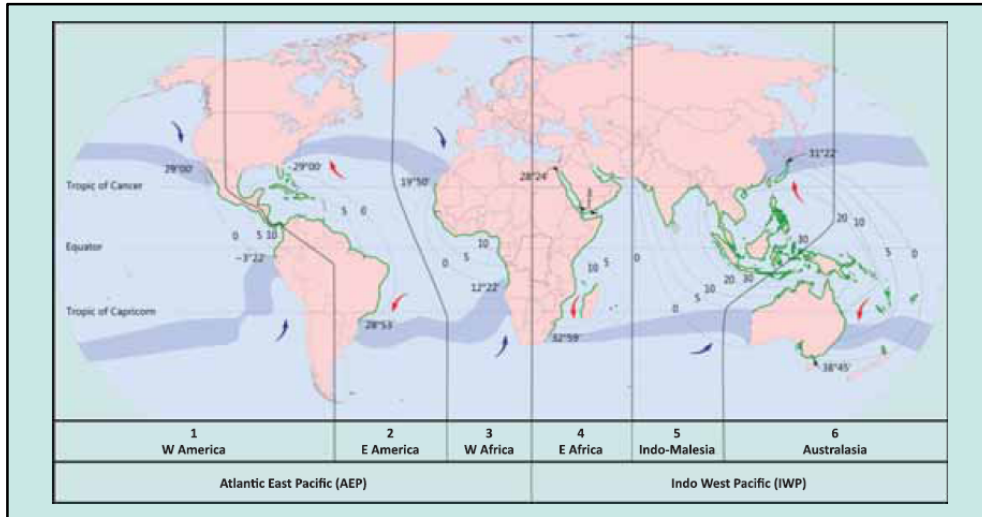 31°22'
29°00'
~29°00'
28°24'
3
Tropic of Cancer
19°50'
5 0
20
10
Equator
0 5 10
10
5
0
30
~3°22'
0
12°22'
10
5
0
0 5 10 20 30
Tropic of Capricorn
28°53'
32°59'
38°45'
1 2 3 4 5 6
W America E America W Africa E Africa Indo-Malesia Australasia
Atlantic East Pacific (AEP) Indo West Pacific (IWP)